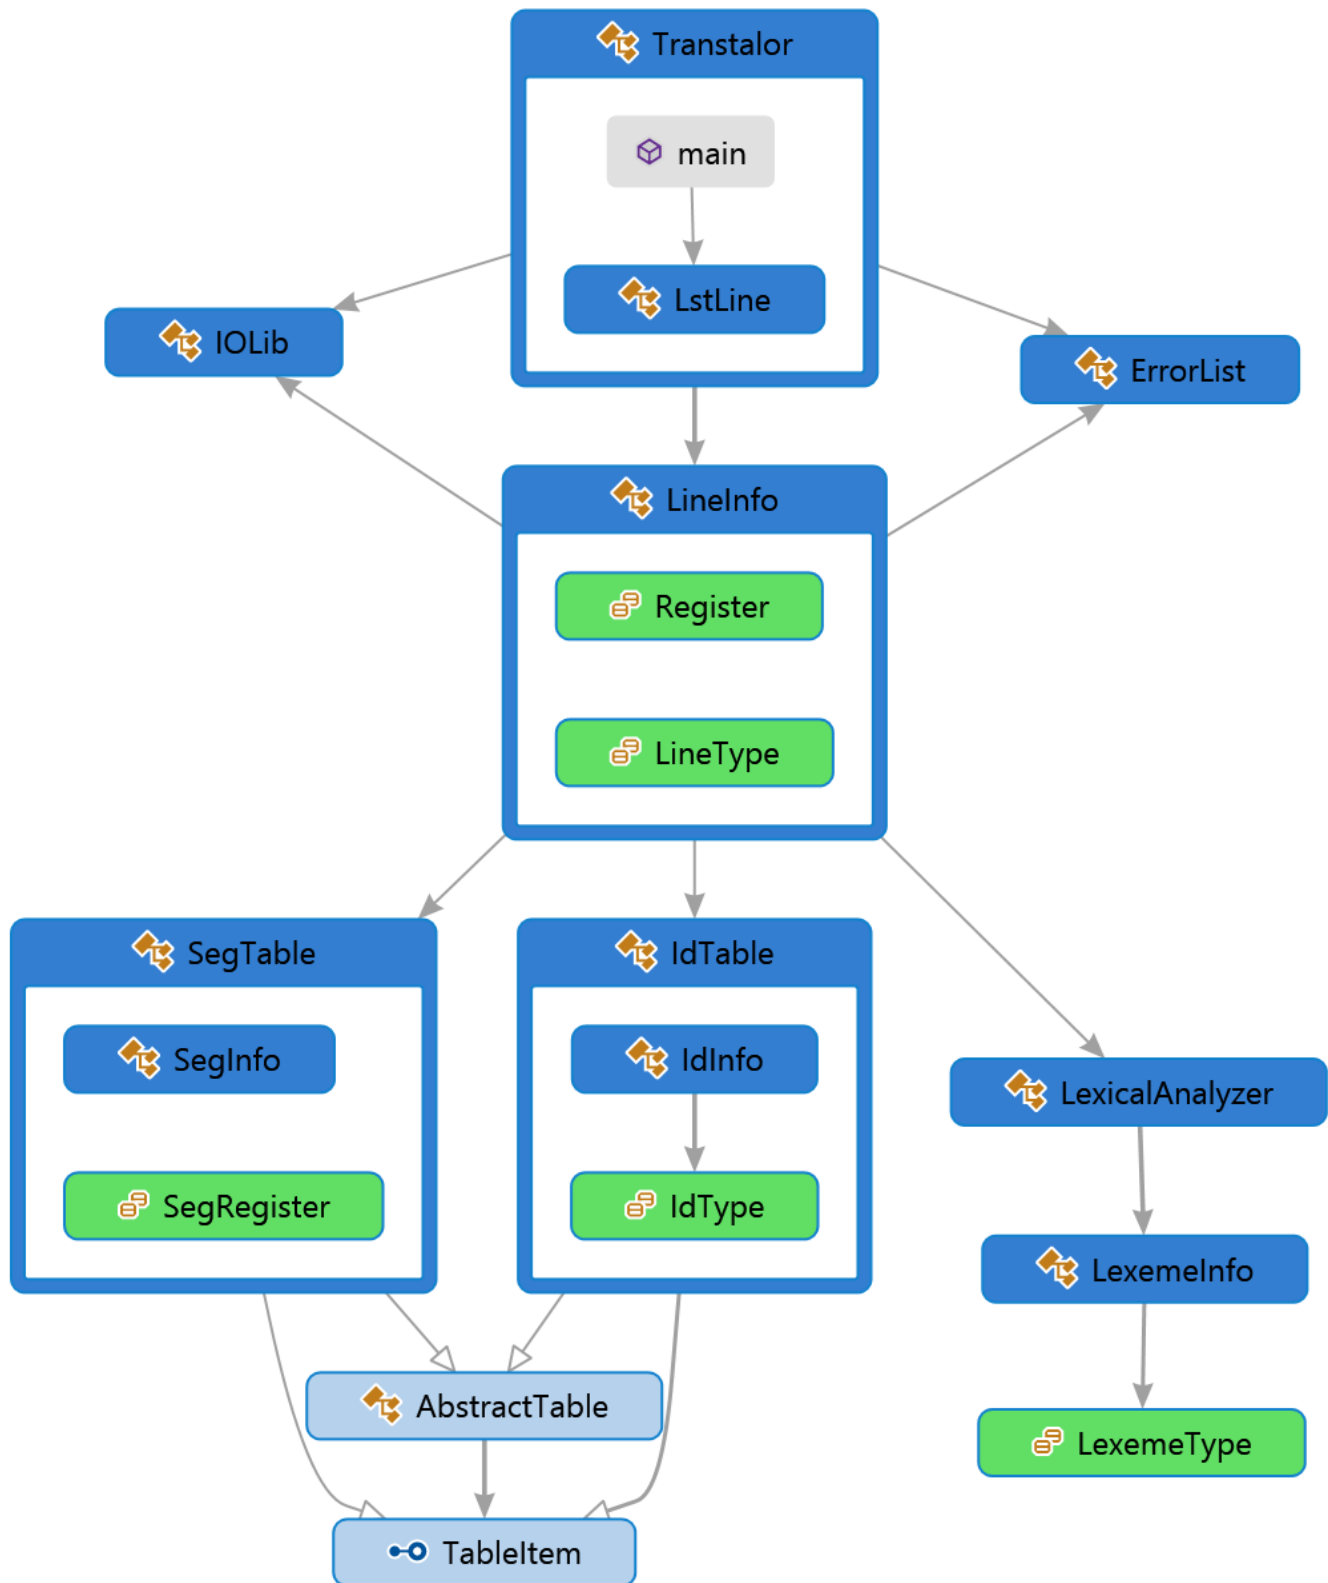 Transtalor
main
LstLine
IOLib
ErrorList
LineInfo
Register
LineType
SegTable
IdTable
SegInfo
IdInfo
LexicalAnalyzer
SegRegister
IdType
LexemeInfo
AbstractTable
LexemeType
TableItem